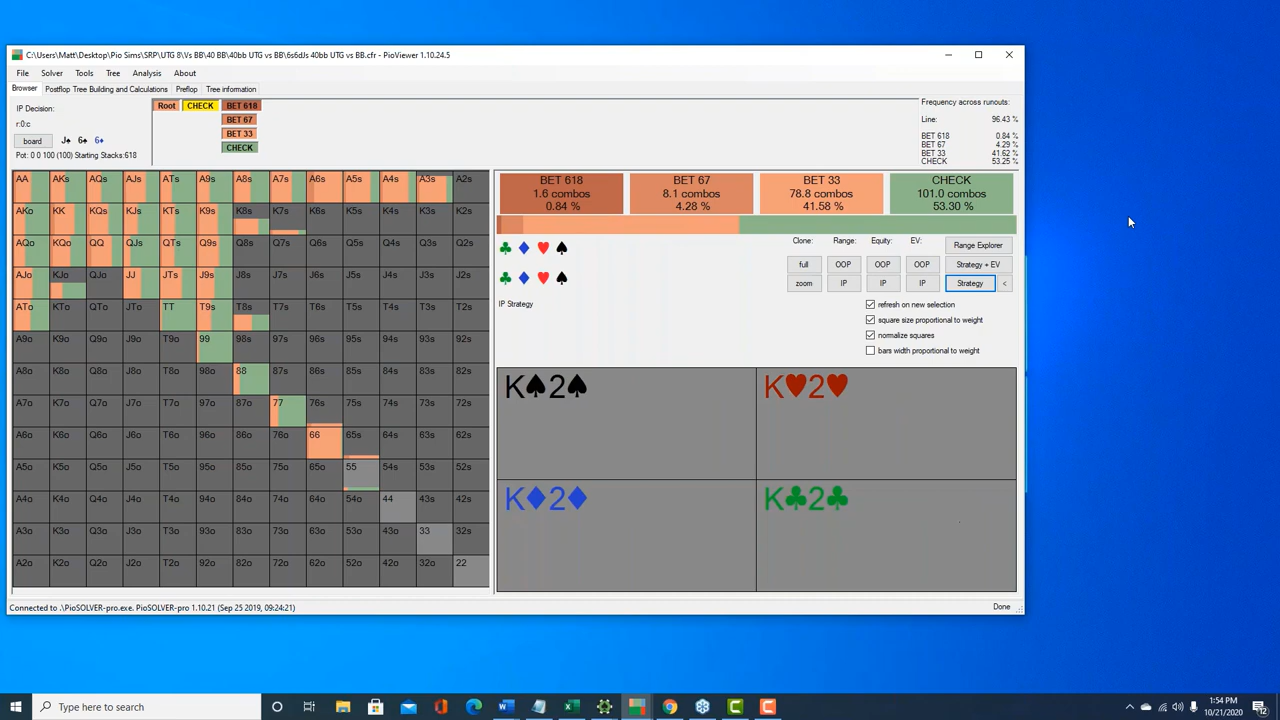 C:\Users\Matt\Desktop\Pio Sims\SRP\UTG 8\Vs BB\40 BB\40bb UTG vs BB\6s6dJs 40bb UTG vs BB.cfr - PioViewer 1.10.24.5
File Solver Tools Tree Analysis About
Browser Postflop Tree Building and Calculations Preflop Tree information
IP Decision:
r:0:c
board J♠ 6♠ 6♦
Pot: 0 0 100 (100) Starting Stacks:618
Root CHECK BET 618
BET 67
BET 33
CHECK
Frequency across runouts:
Line: 96.43 %
BET 618 0.84 %
BET 67 4.29 %
BET 33 41.62 %
CHECK 53.25 %
AA AKs AQs AJs ATs A9s A8s A7s A6s A5s A4s A3s A2s
AKo KK KQs KJs KTs K9s K8s K7s K6s K5s K4s K3s K2s
AQo KQo QQ QJs QTs Q9s Q8s Q7s Q6s Q5s Q4s Q3s Q2s
AJo KJo QJo JJ JTs J9s J8s J7s J6s J5s J4s J3s J2s
ATo KTo QTo JTo TT T9s T8s T7s T6s T5s T4s T3s T2s
A9o K9o Q9o J9o T9o 99 98s 97s 96s 95s 94s 93s 92s
A8o K8o Q8o J8o T8o 98o 88 87s 86s 85s 84s 83s 82s
A7o K7o Q7o J7o T7o 97o 87o 77 76s 75s 74s 73s 72s
A6o K6o Q6o J6o T6o 96o 86o 76o 66 65s 64s 63s 62s
A5o K5o Q5o J5o T5o 95o 85o 75o 65o 55 54s 53s 52s
A4o K4o Q4o J4o T4o 94o 84o 74o 64o 54o 44 43s 42s
A3o K3o Q3o J3o T3o 93o 83o 73o 63o 53o 43o 33 32s
A2o K2o Q2o J2o T2o 92o 82o 72o 62o 52o 42o 32o 22
BET 618 BET 67 BET 33 CHECK
1.6 combos 8.1 combos 78.8 combos 101.0 combos
0.84 % 4.28 % 41.58 % 53.30 %
♣ ♦ ♥ ♠
♣ ♦ ♥ ♠
IP Strategy
Clone: Range: Equity: EV: Range Explorer
full OOP OOP OOP Strategy + EV
zoom IP IP IP Strategy <
refresh on new selection
square size proportional to weight
normalize squares
bars width proportional to weight
K♠2♠ K♥2♥
K♦2♦ K♣2♣
Connected to .\PioSOLVER-pro.exe. PioSOLVER-pro 1.10.21 (Sep 25 2019, 09:24:21) Done
Type here to search
1:54 PM
10/21/2020
12